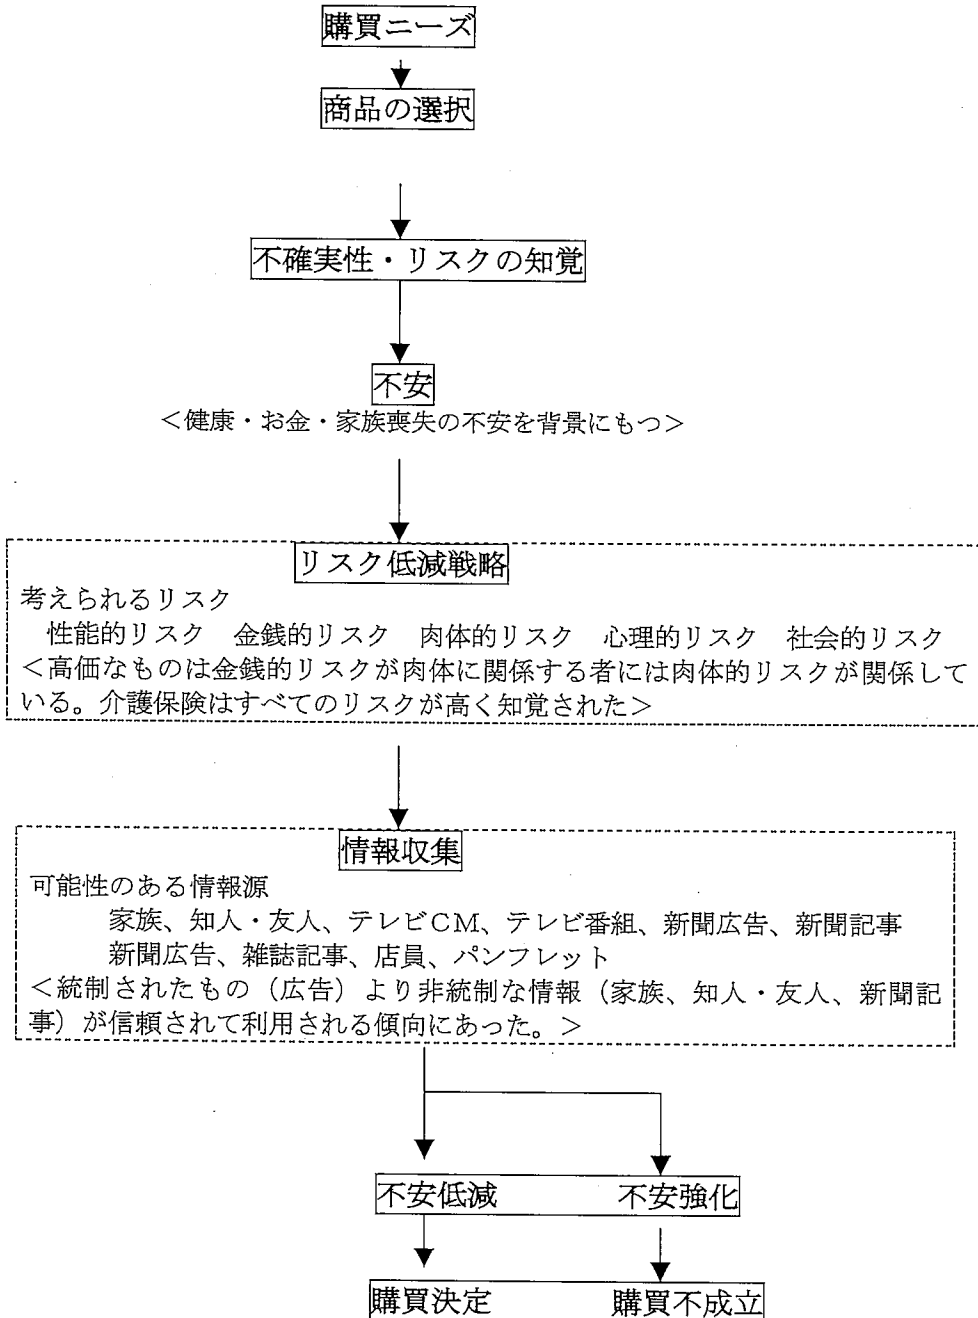 購買ニーズ
商品の選択
不確実性・リスクの知覚
不安
＜健康・お金・家族喪失の不安を背景にもつ＞
リスク低減戦略
考えられるリスク
性能的リスク　金銭的リスク　肉体的リスク　心理的リスク　社会的リスク
＜高価なものは金銭的リスクが肉体に関係する者には肉体的リスクが関係して
いる。介護保険はすべてのリスクが高く知覚された＞
情報収集
可能性のある情報源
家族、知人・友人、テレビＣＭ、テレビ番組、新聞広告、新聞記事
新聞広告、雑誌記事、店員、パンフレット
＜統制されたもの（広告）より非統制な情報（家族、知人・友人、新聞記
事）が信頼されて利用される傾向にあった。＞
不安低減　不安強化
購買決定　購買不成立